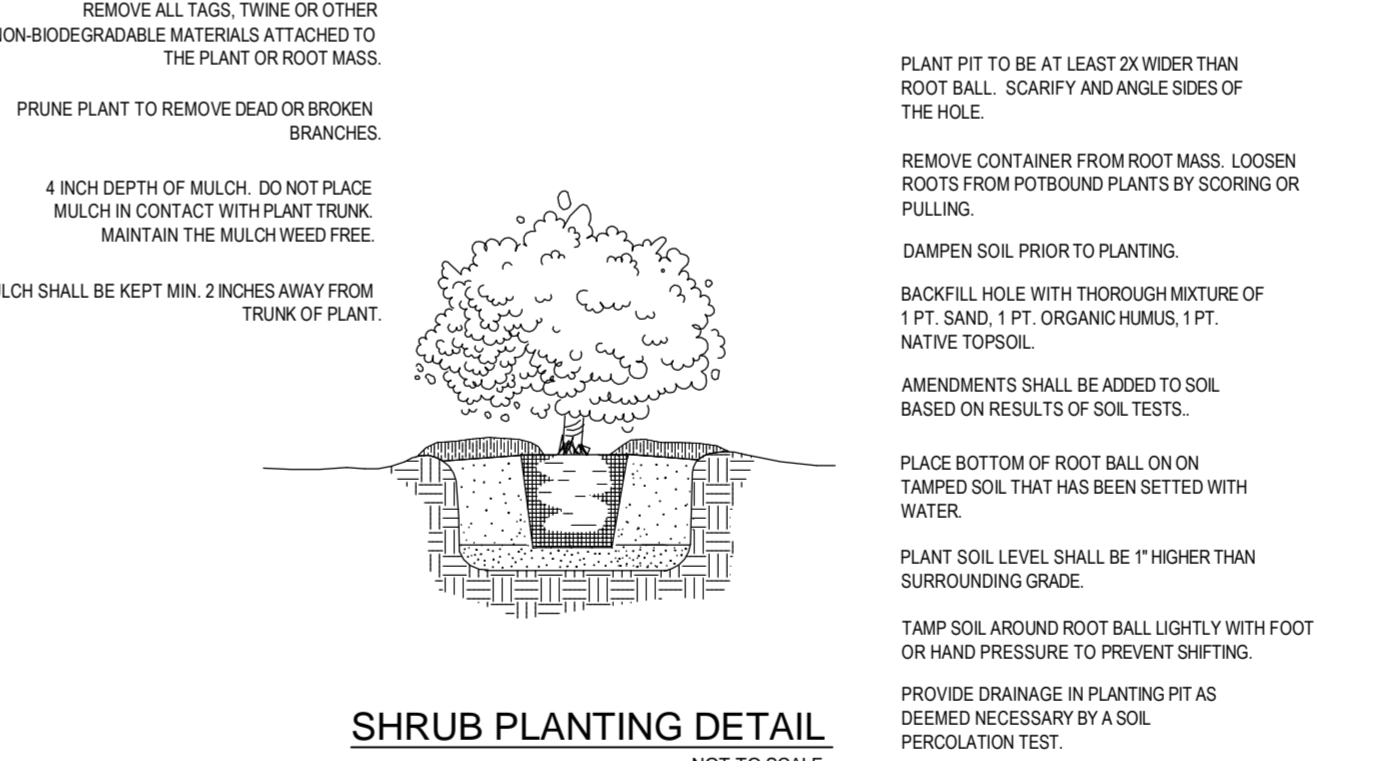 REMOVE ALL TAGS, TWINE OR OTHER
NON-BIODEGRADABLE MATERIALS ATTACHED TO
THE PLANT OR ROOT MASS.
PRUNE PLANT TO REMOVE DEAD OR BROKEN
BRANCHES.
4 INCH DEPTH OF MULCH. DO NOT PLACE
MULCH IN CONTACT WITH PLANT TRUNK.
MAINTAIN THE MULCH WEED FREE.
MULCH SHALL BE KEPT MIN. 2 INCHES AWAY FROM
TRUNK OF PLANT.
PLANT PIT TO BE AT LEAST 2X WIDER THAN
ROOT BALL. SCARIFY AND ANGLE SIDES OF
THE HOLE.
REMOVE CONTAINER FROM ROOT MASS. LOOSEN
ROOTS FROM POTBOUND PLANTS BY SCORING OR
PULLING.
DAMPEN SOIL PRIOR TO PLANTING.
BACKFILL HOLE WITH THOROUGH MIXTURE OF
1 PT. SAND, 1 PT. ORGANIC HUMUS, 1 PT.
NATIVE TOPSOIL.
AMENDMENTS SHALL BE ADDED TO SOIL
BASED ON RESULTS OF SOIL TESTS..
PLACE BOTTOM OF ROOT BALL ON ON
TAMPED SOIL THAT HAS BEEN SETTED WITH
WATER.
PLANT SOIL LEVEL SHALL BE 1" HIGHER THAN
SURROUNDING GRADE.
TAMP SOIL AROUND ROOT BALL LIGHTLY WITH FOOT
OR HAND PRESSURE TO PREVENT SHIFTING.
PROVIDE DRAINAGE IN PLANTING PIT AS
DEEMED NECESSARY BY A SOIL
PERCOLATION TEST.
SHRUB PLANTING DETAIL
NOT TO SCALE